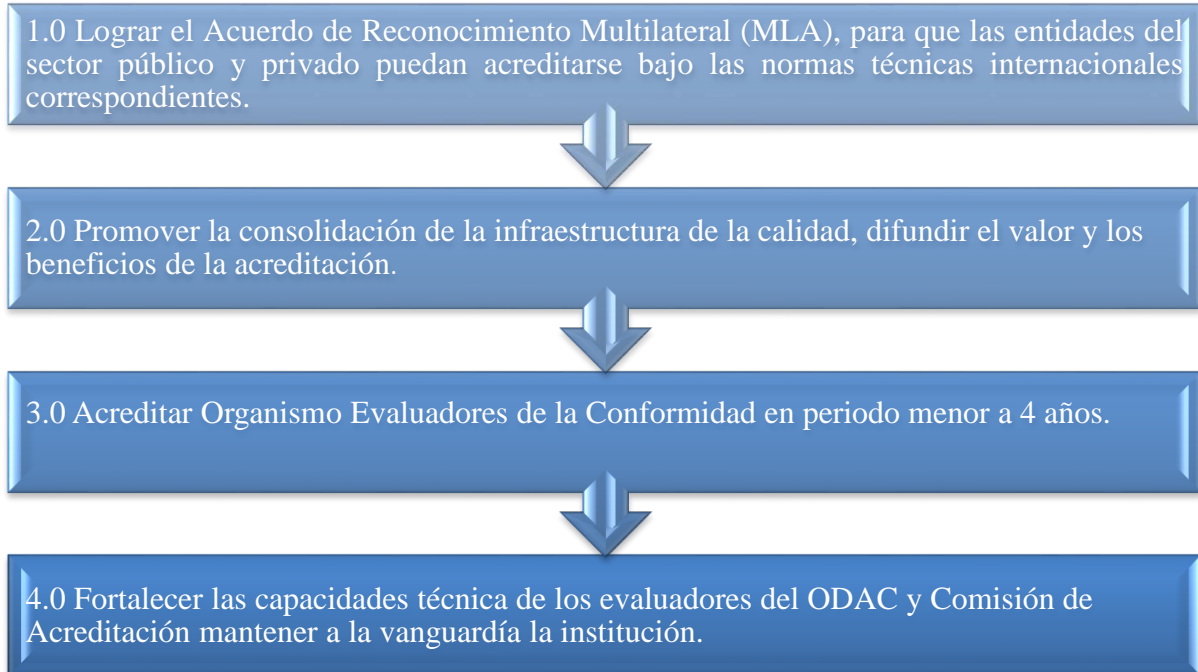 1.0 Lograr el Acuerdo de Reconocimiento Multilateral (MLA), para que las entidades del
sector público y privado puedan acreditarse bajo las normas técnicas internacionales
correspondientes.
2.0 Promover la consolidación de la infraestructura de la calidad, difundir el valor y los
beneficios de la acreditación.
3.0 Acreditar Organismo Evaluadores de la Conformidad en periodo menor a 4 años.
4.0 Fortalecer las capacidades técnica de los evaluadores del ODAC y Comisión de
Acreditación mantener a la vanguardía la institución.